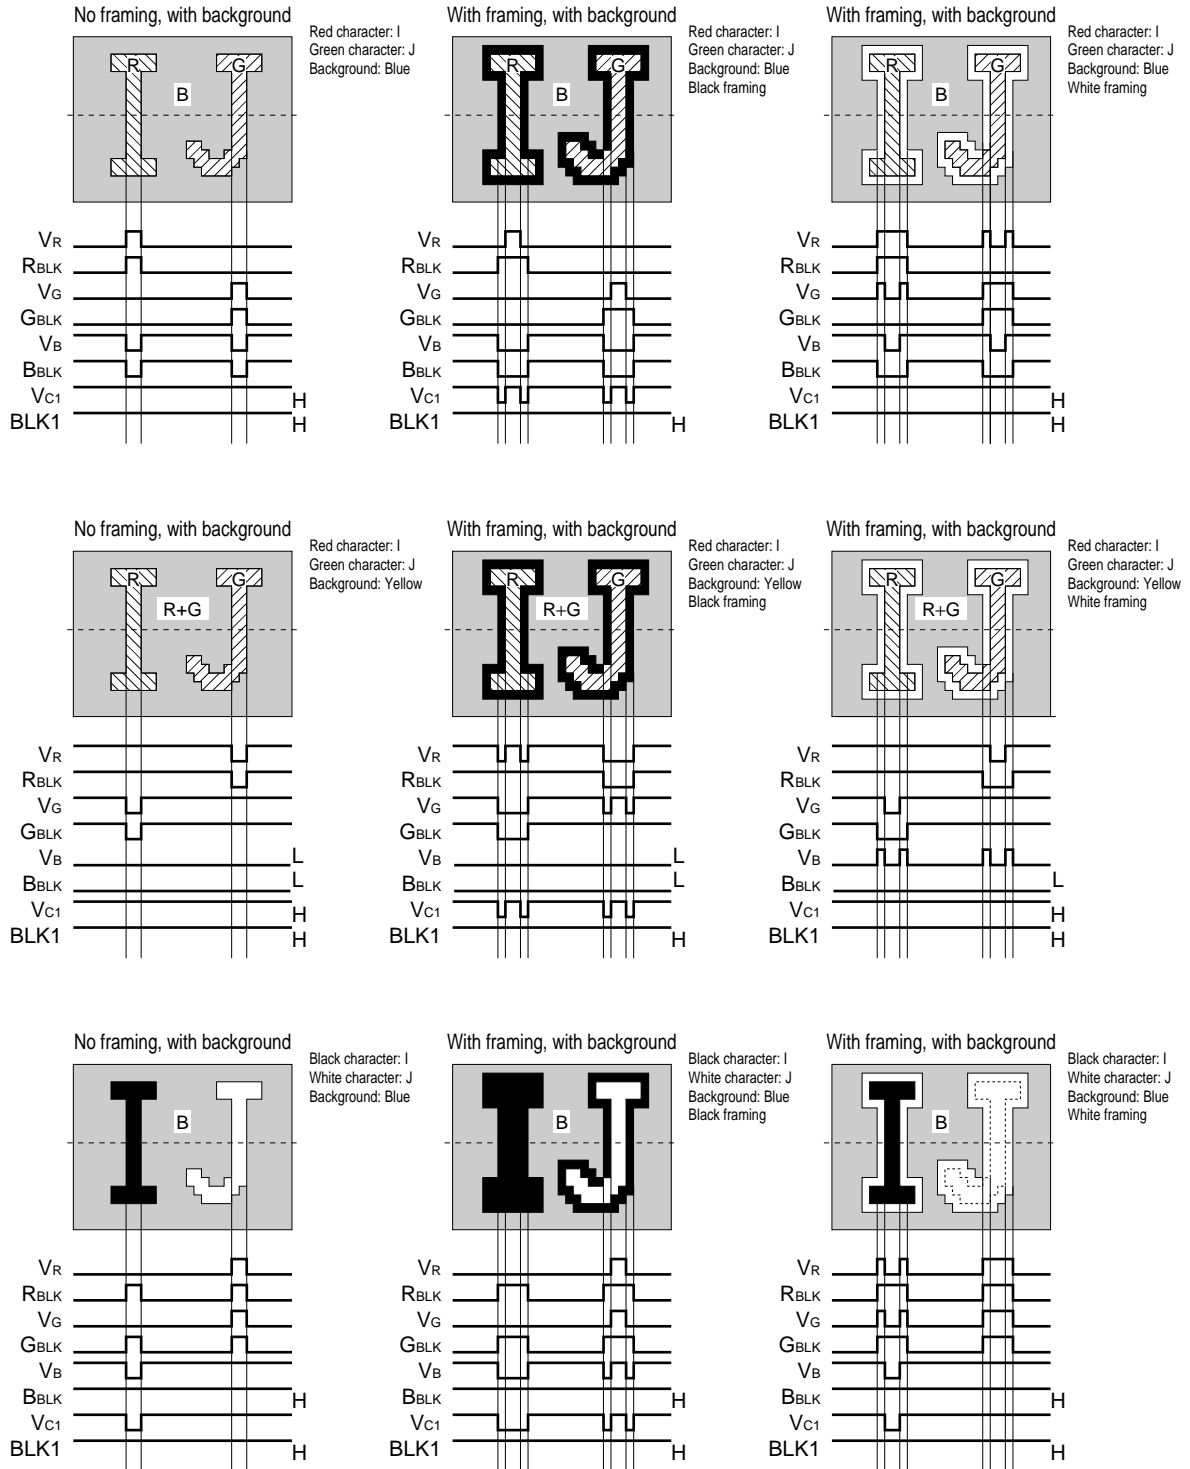 No framing, with background
Red character: I
Green character: J
Background: Blue
R
G
B
VR
RBLK
VG
GBLK
VB
BBLK
VC1
H
BLK1
H
With framing, with background
Red character: I
Green character: J
Background: Blue
Black framing
R
G
B
VR
RBLK
VG
GBLK
VB
BBLK
VC1
BLK1
H
With framing, with background
Red character: I
Green character: J
Background: Blue
White framing
R
G
B
VR
RBLK
VG
GBLK
VB
BBLK
VC1
H
BLK1
H
No framing, with background
Red character: I
Green character: J
Background: Yellow
R
G
R+G
VR
RBLK
VG
GBLK
VB
L
BBLK
L
VC1
H
BLK1
H
With framing, with background
Red character: I
Green character: J
Background: Yellow
Black framing
R
G
R+G
VR
RBLK
VG
GBLK
VB
L
BBLK
L
VC1
BLK1
H
With framing, with background
Red character: I
Green character: J
Background: Yellow
White framing
R
G
R+G
VR
RBLK
VG
GBLK
VB
BBLK
L
VC1
H
BLK1
H
No framing, with background
Black character: I
White character: J
Background: Blue
B
VR
RBLK
VG
GBLK
VB
BBLK
H
VC1
BLK1
H
With framing, with background
Black character: I
White character: J
Background: Blue
Black framing
B
VR
RBLK
VG
GBLK
VB
BBLK
H
VC1
BLK1
H
With framing, with background
Black character: I
White character: J
Background: Blue
White framing
B
VR
RBLK
VG
GBLK
VB
BBLK
H
VC1
BLK1
H